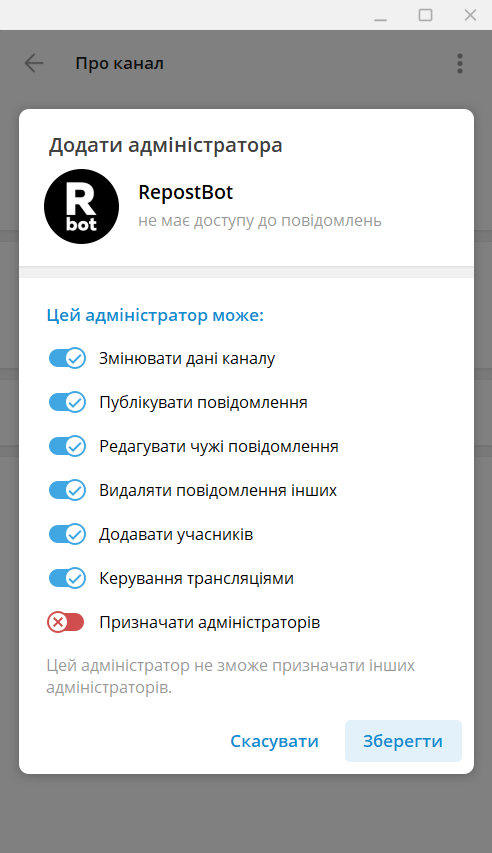 Про канал
Додати адміністратора
R
bot
RepostBot
не має доступу до повідомлень
Цей адміністратор може:
Змінювати дані каналу
Публікувати повідомлення
Редагувати чужі повідомлення
Видаляти повідомлення інших
Додавати учасників
Керування трансляціями
Призначати адміністраторів
Цей адміністратор не зможе призначати інших
адміністраторів.
Скасувати Зберегти